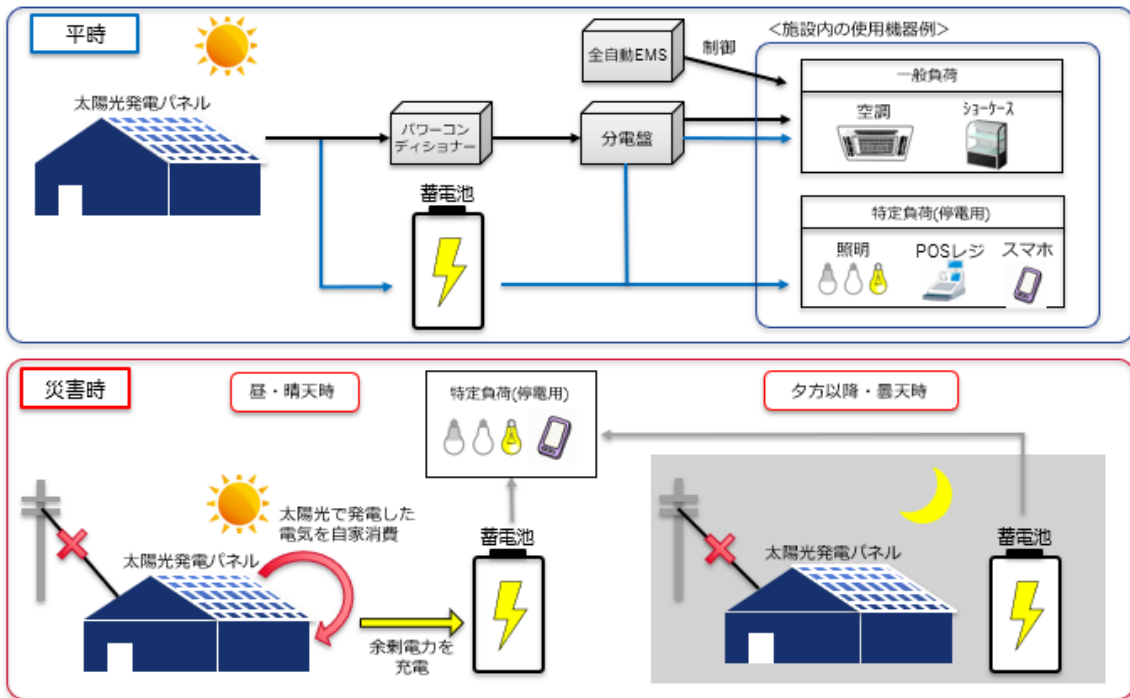 平時
<施設内の使用機器例>
全自動EMS
制御
一般負荷
太陽光発電パネル
パワーコン
ディショナー
分電盤
空調
ショーケース
蓄電池
特定負荷(停電用)
照明
POSレジ
スマホ
災害時
昼・晴天時
特定負荷(停電用)
夕方以降・曇天時
太陽光で発電した
電気を自家消費
太陽光発電パネル
蓄電池
余剰電力を
充電
太陽光発電パネル
蓄電池